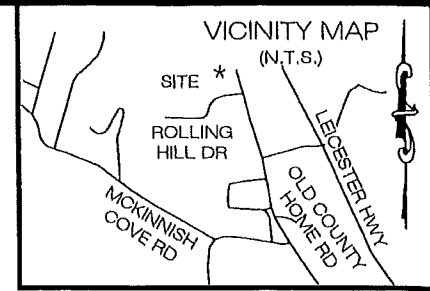 VICINITY MAP
(N.T.S.)
SITE *
ROLLING
HILL DR
MCKINNISH
COVE RD
OLD COUNTY
HOME RD
LEICESTER HWY